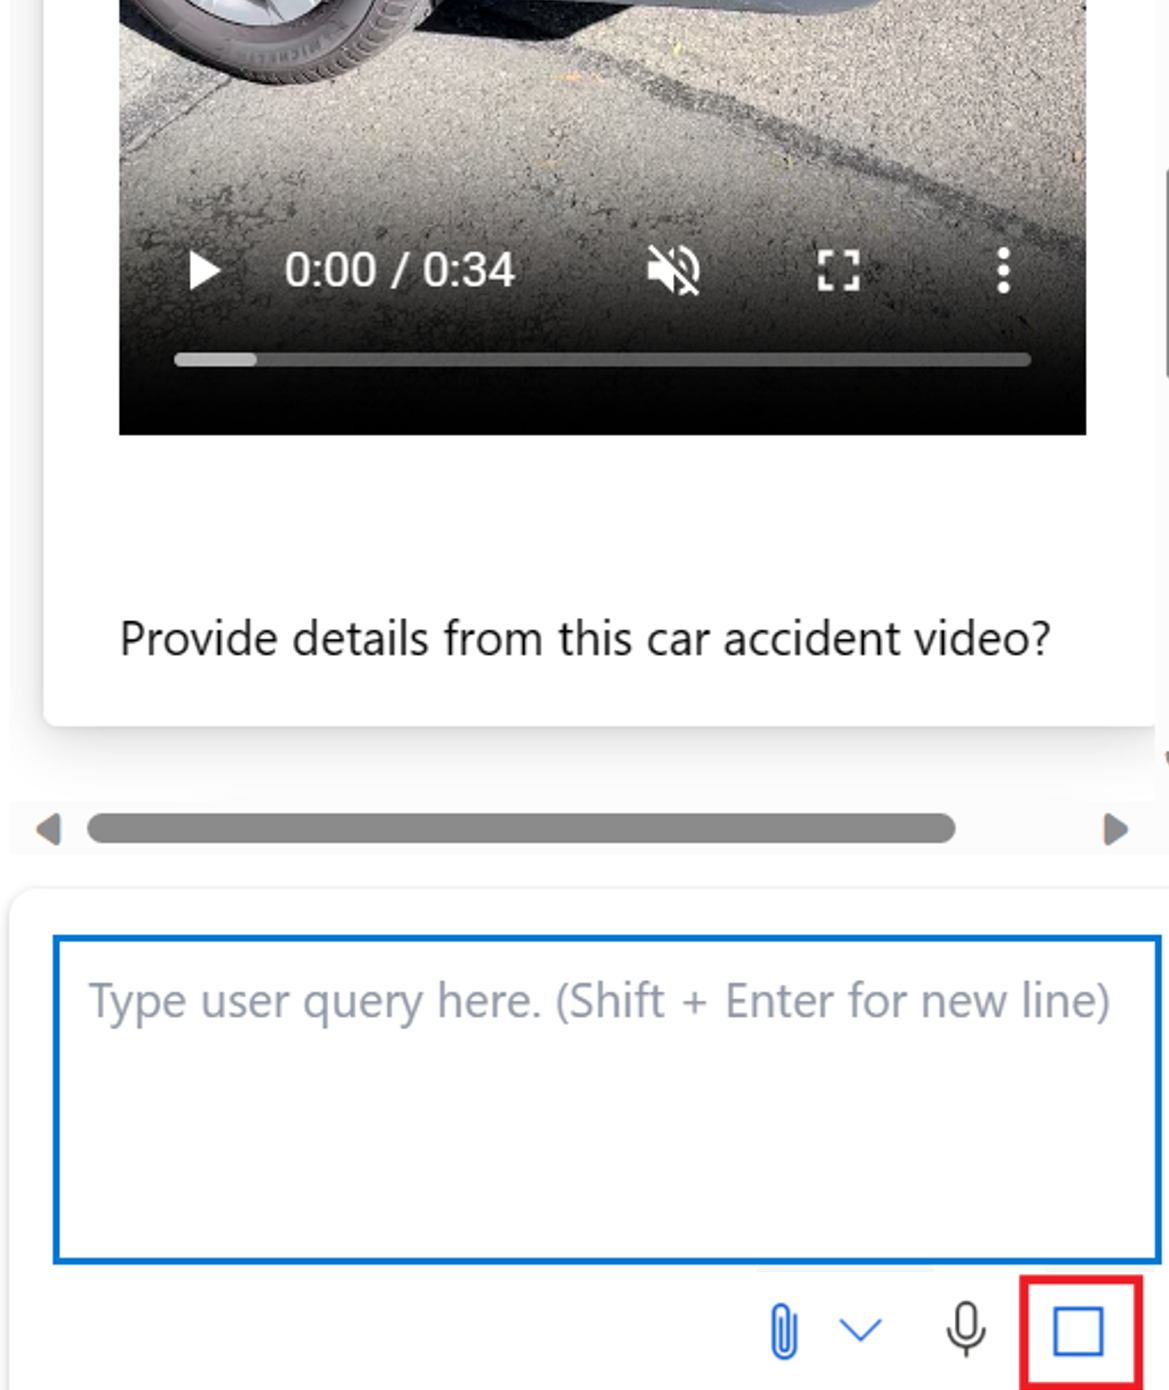 MICHELI
0:00 / 0:34
Provide details from this car accident video?
Type user query here. (Shift + Enter for new line)